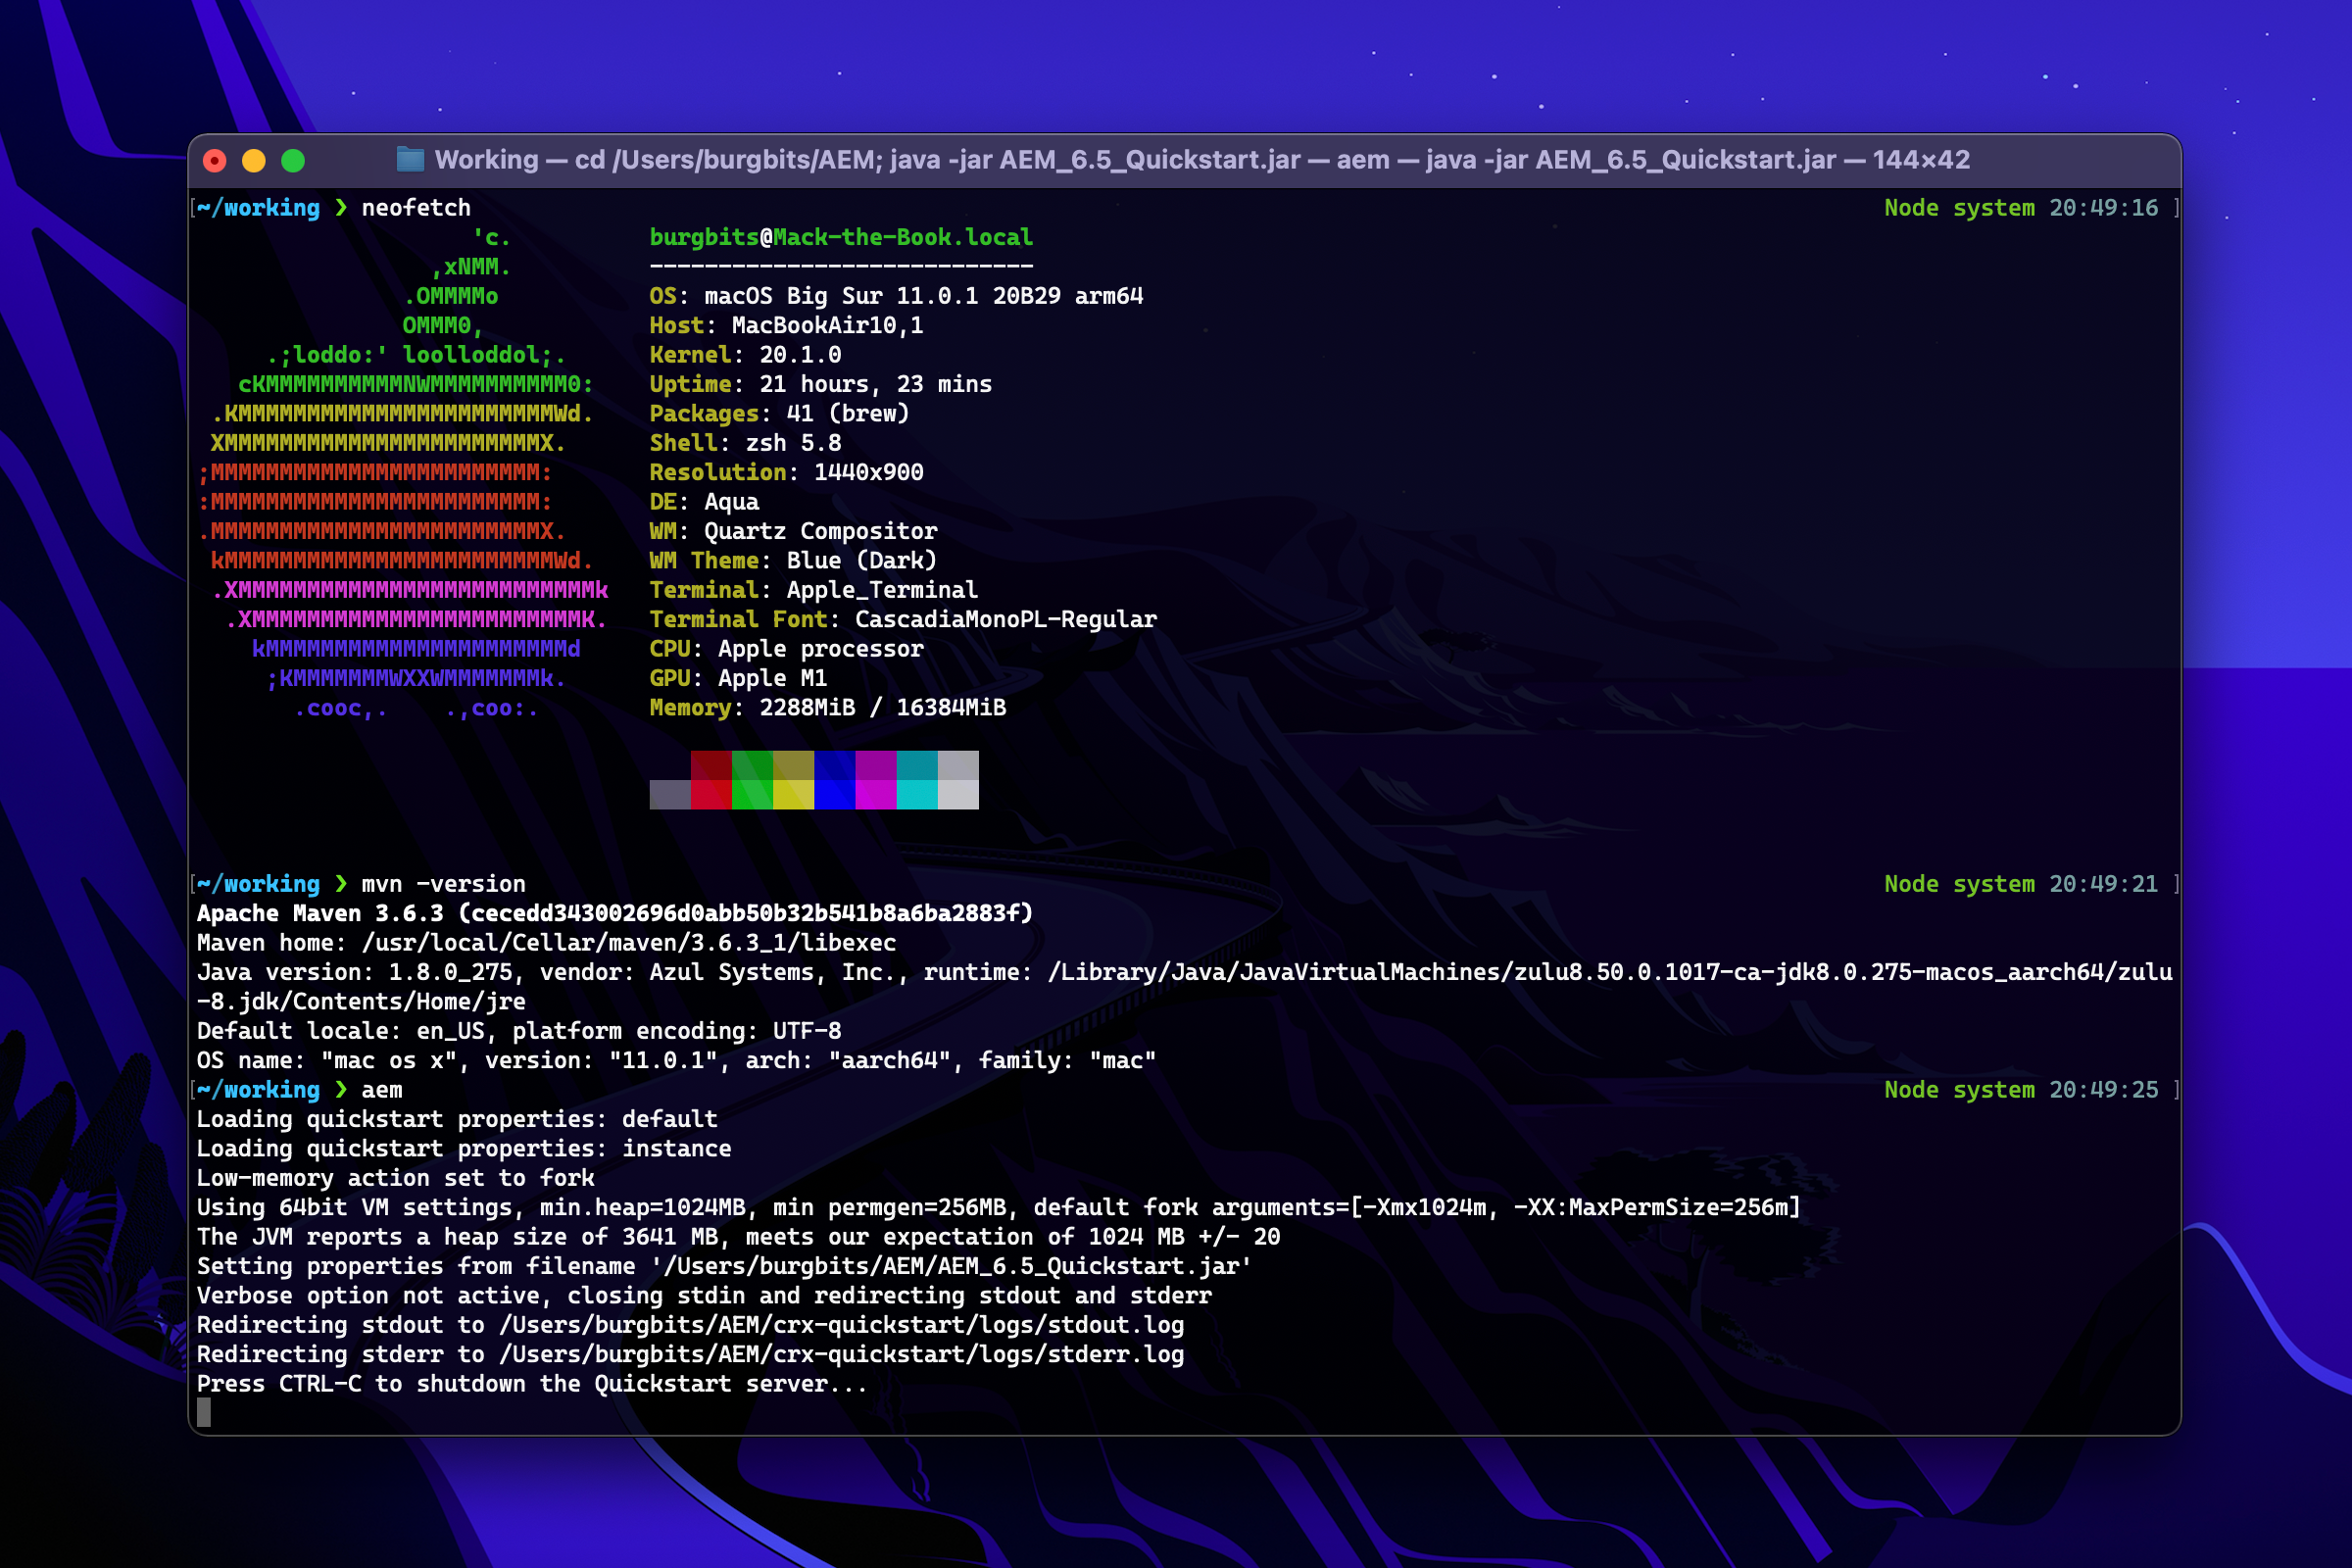 Working — cd /Users/burgbits/AEM; java -jar AEM_6.5_Quickstart.jar — aem — java -jar AEM_6.5_Quickstart.jar — 144×42
[~/working ❯ neofetch Node system 20:49:16 ]
'c. burgbits@Mack-the-Book.local
,xNMM. ----------------------------
.OMMMMo OS: macOS Big Sur 11.0.1 20B29 arm64
OMMM0, Host: MacBookAir10,1
.;loddo:' loolloddol;. Kernel: 20.1.0
cKMMMMMMMMMMNWMMMMMMMMMM0: Uptime: 21 hours, 23 mins
.KMMMMMMMMMMMMMMMMMMMMMMMWd. Packages: 41 (brew)
XMMMMMMMMMMMMMMMMMMMMMMMX. Shell: zsh 5.8
;MMMMMMMMMMMMMMMMMMMMMMMM: Resolution: 1440x900
:MMMMMMMMMMMMMMMMMMMMMMMM: DE: Aqua
.MMMMMMMMMMMMMMMMMMMMMMMMX. WM: Quartz Compositor
kMMMMMMMMMMMMMMMMMMMMMMMMWd. WM Theme: Blue (Dark)
.XMMMMMMMMMMMMMMMMMMMMMMMMMMk Terminal: Apple_Terminal
.XMMMMMMMMMMMMMMMMMMMMMMMMK. Terminal Font: CascadiaMonoPL-Regular
kMMMMMMMMMMMMMMMMMMMMMMd CPU: Apple processor
;KMMMMMMMWXXWMMMMMMMk. GPU: Apple M1
.cooc,. .,coo:. Memory: 2288MiB / 16384MiB
[~/working ❯ mvn -version Node system 20:49:21 ]
Apache Maven 3.6.3 (cecedd343002696d0abb50b32b541b8a6ba2883f)
Maven home: /usr/local/Cellar/maven/3.6.3_1/libexec
Java version: 1.8.0_275, vendor: Azul Systems, Inc., runtime: /Library/Java/JavaVirtualMachines/zulu8.50.0.1017-ca-jdk8.0.275-macos_aarch64/zulu
-8.jdk/Contents/Home/jre
Default locale: en_US, platform encoding: UTF-8
OS name: "mac os x", version: "11.0.1", arch: "aarch64", family: "mac"
[~/working ❯ aem Node system 20:49:25 ]
Loading quickstart properties: default
Loading quickstart properties: instance
Low-memory action set to fork
Using 64bit VM settings, min.heap=1024MB, min permgen=256MB, default fork arguments=[-Xmx1024m, -XX:MaxPermSize=256m]
The JVM reports a heap size of 3641 MB, meets our expectation of 1024 MB +/- 20
Setting properties from filename '/Users/burgbits/AEM/AEM_6.5_Quickstart.jar'
Verbose option not active, closing stdin and redirecting stdout and stderr
Redirecting stdout to /Users/burgbits/AEM/crx-quickstart/logs/stdout.log
Redirecting stderr to /Users/burgbits/AEM/crx-quickstart/logs/stderr.log
Press CTRL-C to shutdown the Quickstart server...